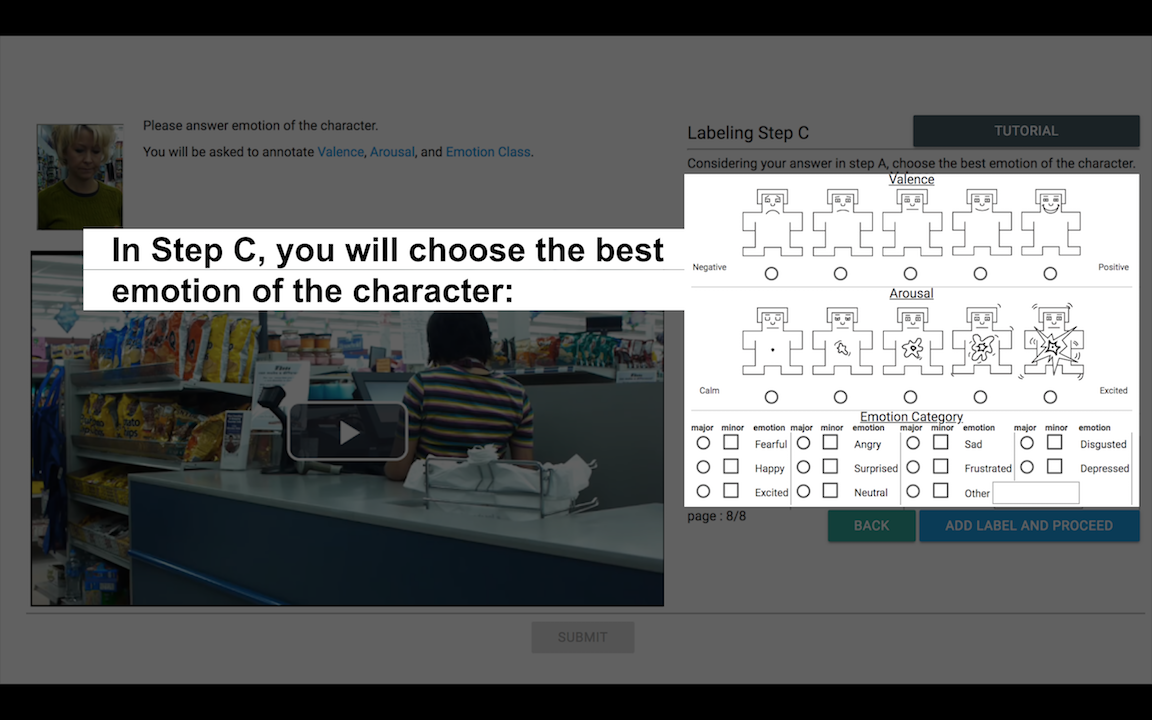 Please answer emotion of the character.
You will be asked to annotate Valence, Arousal, and Emotion Class.
In Step C, you will choose the best
emotion of the character:
SUBMIT
Labeling Step C
TUTORIAL
Considering your answer in step A, choose the best emotion of the character.
Valence
Negative
Positive
Arousal
Calm
Excited
Emotion Category
major minor emotion major minor emotion major minor emotion major minor emotion
Fearful Angry Sad Disgusted
Happy Surprised Frustrated Depressed
Excited Neutral Other
page : 8/8
BACK
ADD LABEL AND PROCEED